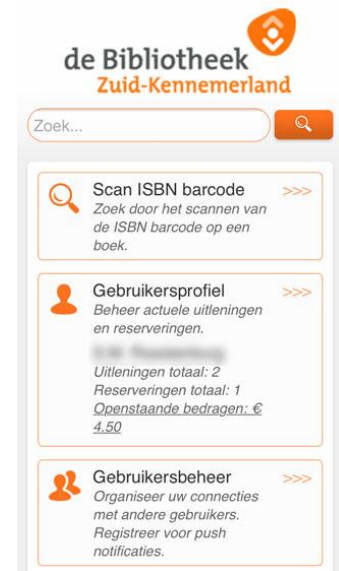 de Bibliotheek
Zuid-Kennemerland
Zoek...
Scan ISBN barcode >>>
Zoek door het scannen van
de ISBN barcode op een
boek.
Gebruikersprofiel >>>
Beheer actuele uitleningen
en reserveringen.
Uitleningen totaal: 2
Reserveringen totaal: 1
Openstaande bedragen: €
4.50
Gebruikersbeheer >>>
Organiseer uw connecties
met andere gebruikers.
Registreer voor push
notificaties.